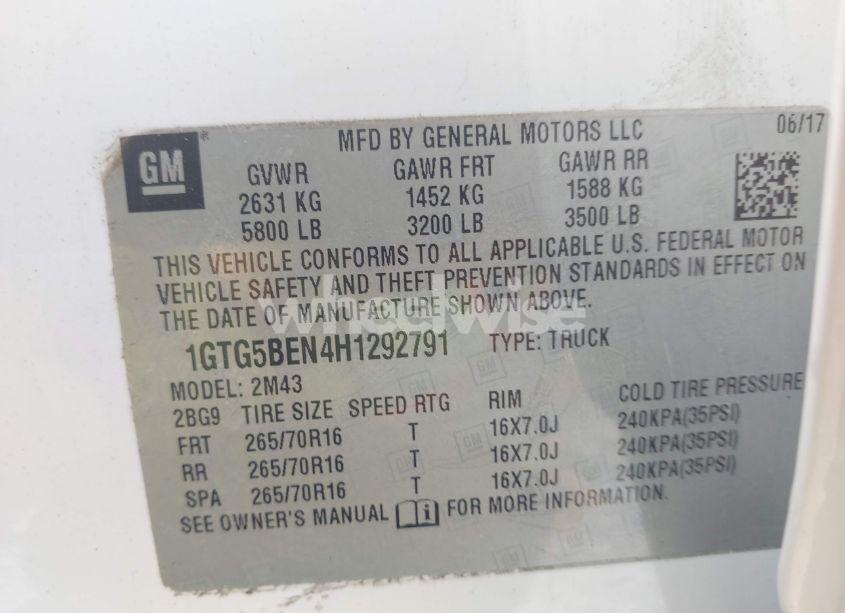 GM
MFD BY GENERAL MOTORS LLC 06/17
GVWR GAWR FRT GAWR RR
2631 KG 1452 KG 1588 KG
5800 LB 3200 LB 3500 LB
THIS VEHICLE CONFORMS TO ALL APPLICABLE U.S. FEDERAL MOTOR
VEHICLE SAFETY AND THEFT PREVENTION STANDARDS IN EFFECT ON
THE DATE OF MANUFACTURE SHOWN ABOVE.
wheelwise
1GTG5BEN4H1292791 TYPE: TRUCK
MODEL: 2M43
2BG9 TIRE SIZE SPEED RTG RIM COLD TIRE PRESSURE
FRT 265/70R16 T 16X7.0J 240KPA(35PSI)
RR 265/70R16 T 16X7.0J 240KPA(35PSI)
SPA 265/70R16 T 16X7.0J 240KPA(35PSI)
SEE OWNER'S MANUAL i FOR MORE INFORMATION.